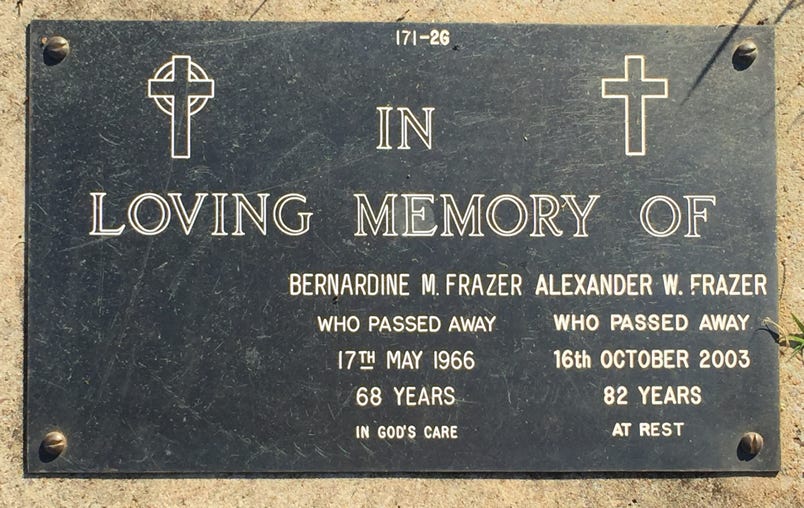 171-2G
IN
LOVING MEMORY OF
BERNARDINE M. FRAZER
WHO PASSED AWAY
17TH MAY 1966
68 YEARS
IN GOD'S CARE
ALEXANDER W. FRAZER
WHO PASSED AWAY
16th OCTOBER 2003
82 YEARS
AT REST